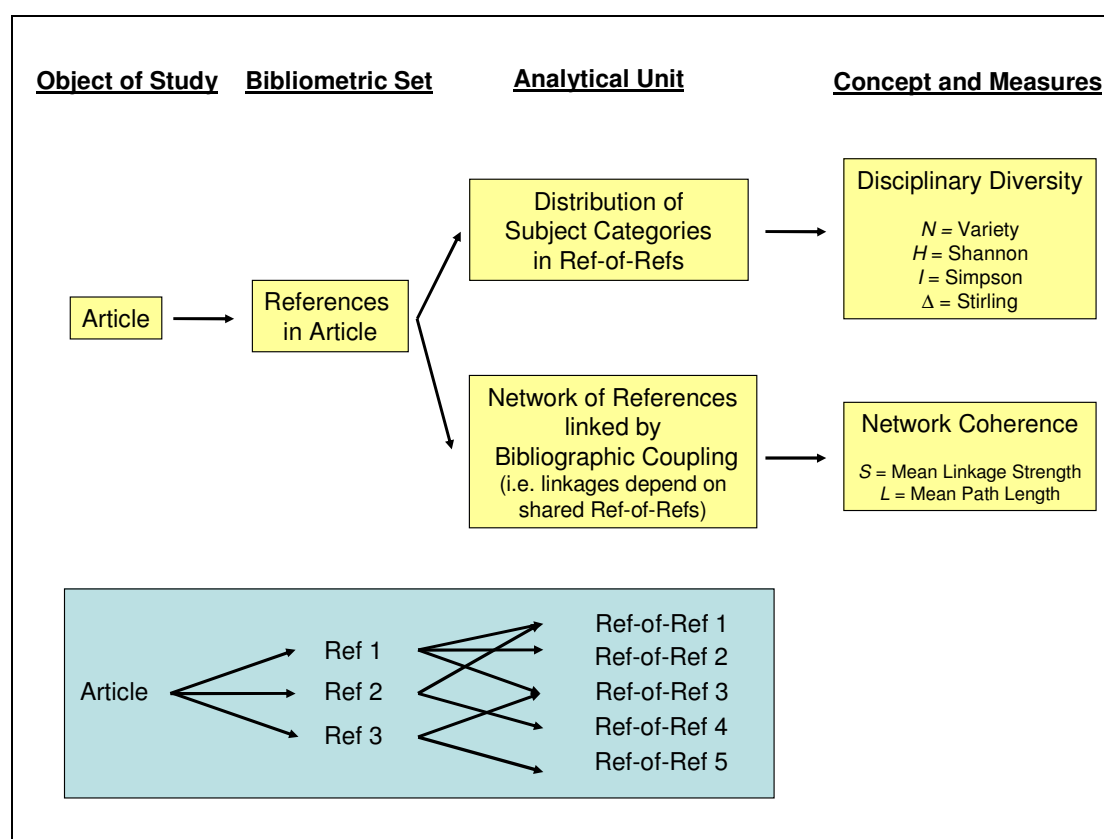 Object of Study
Bibliometric Set
Analytical Unit
Concept and Measures
Article
References
in Article
Distribution of
Subject Categories
in Ref-of-Refs
Disciplinary Diversity
N = Variety
H = Shannon
I = Simpson
Δ = Stirling
Network of References
linked by
Bibliographic Coupling
(i.e. linkages depend on
shared Ref-of-Refs)
Network Coherence
S = Mean Linkage Strength
L = Mean Path Length
Article
Ref 1
Ref 2
Ref 3
Ref-of-Ref 1
Ref-of-Ref 2
Ref-of-Ref 3
Ref-of-Ref 4
Ref-of-Ref 5